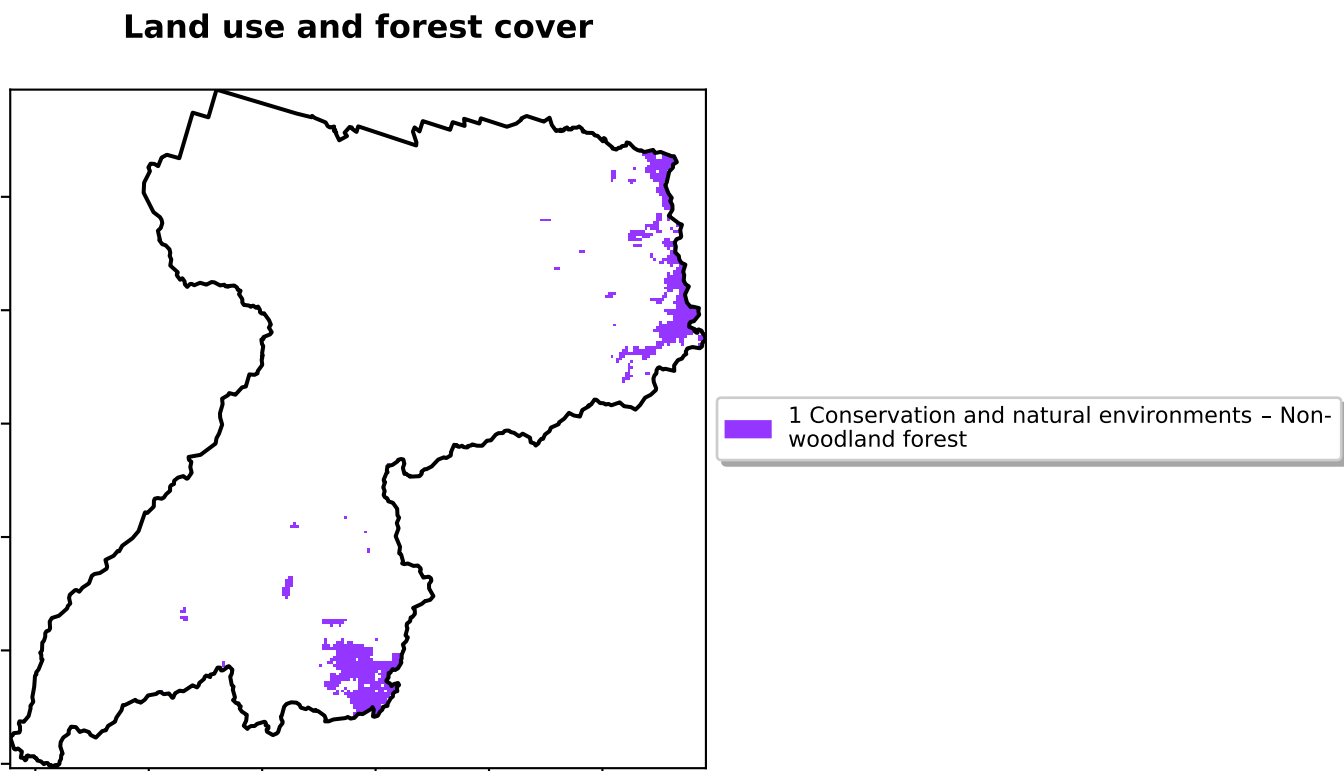 Land use and forest cover
1 Conservation and natural environments – Non-
woodland forest